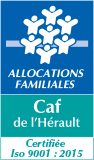 ALLOCATIONS
FAMILIALES
Caf
de l'Hérault
Certifiée
Iso 9001 : 2015